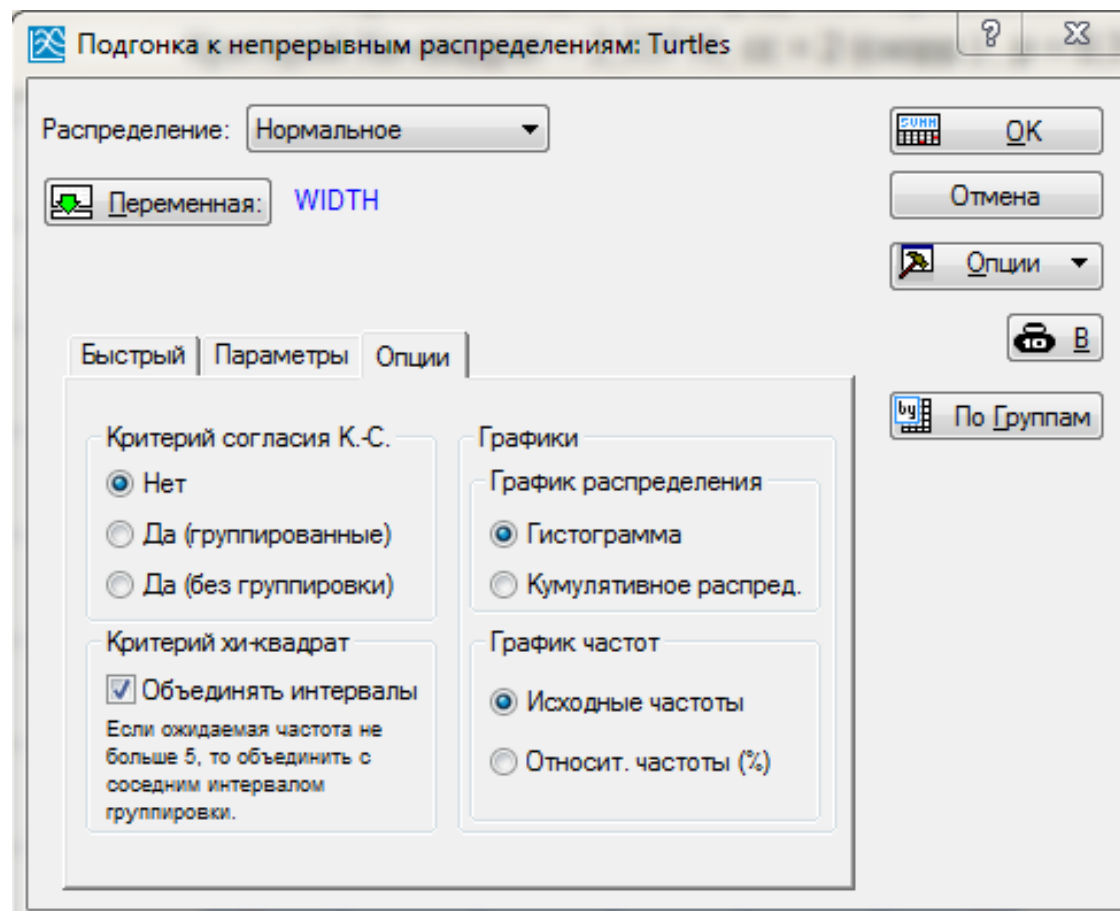 Подгонка к непрерывным распределениям: Turtles
Распределение: Нормальное
OK
Переменная: WIDTH
Отмена
Опции
В
Быстрый Параметры Опции
По Группам
Критерий согласия К.-С.
Нет
Да (группированные)
Да (без группировки)
Критерий хи-квадрат
Объединять интервалы
Если ожидаемая частота не
больше 5, то объединить с
соседним интервалом
группировки.
Графики
График распределения
Гистограмма
Кумулятивное распред.
График частот
Исходные частоты
Относит. частоты (%)